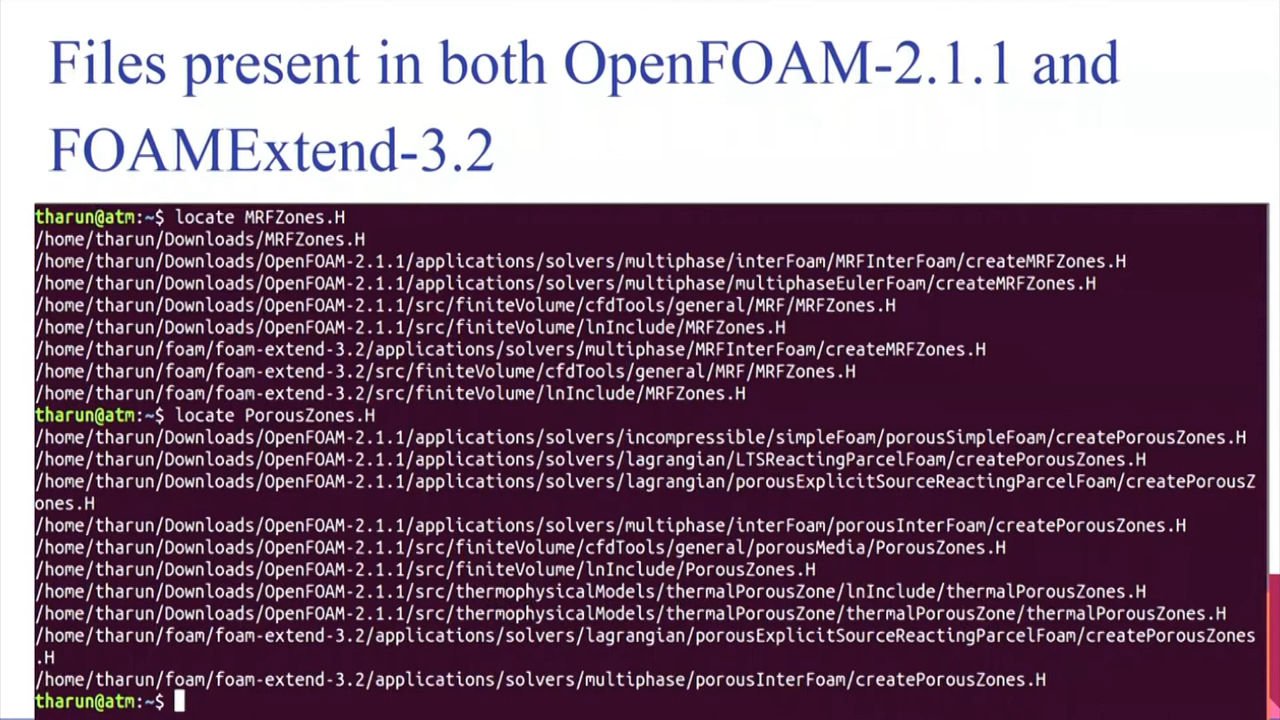 Files present in both OpenFOAM-2.1.1 and
FOAMExtend-3.2
tharun@atm:~$ locate MRFZones.H
/home/tharun/Downloads/MRFZones.H
/home/tharun/Downloads/OpenFOAM-2.1.1/applications/solvers/multiphase/interFoam/MRFInterFoam/createMRFZones.H
/home/tharun/Downloads/OpenFOAM-2.1.1/applications/solvers/multiphase/multiphaseEulerFoam/createMRFZones.H
/home/tharun/Downloads/OpenFOAM-2.1.1/src/finiteVolume/cfdTools/general/MRF/MRFZones.H
/home/tharun/Downloads/OpenFOAM-2.1.1/src/finiteVolume/lnInclude/MRFZones.H
/home/tharun/foam/foam-extend-3.2/applications/solvers/multiphase/MRFInterFoam/createMRFZones.H
/home/tharun/foam/foam-extend-3.2/src/finiteVolume/cfdTools/general/MRF/MRFZones.H
/home/tharun/foam/foam-extend-3.2/src/finiteVolume/lnInclude/MRFZones.H
tharun@atm:~$ locate PorousZones.H
/home/tharun/Downloads/OpenFOAM-2.1.1/applications/solvers/incompressible/simpleFoam/porousSimpleFoam/createPorousZones.H
/home/tharun/Downloads/OpenFOAM-2.1.1/applications/solvers/lagrangian/LTSReactingParcelFoam/createPorousZones.H
/home/tharun/Downloads/OpenFOAM-2.1.1/applications/solvers/lagrangian/porousExplicitSourceReactingParcelFoam/createPorousZ
ones.H
/home/tharun/Downloads/OpenFOAM-2.1.1/applications/solvers/multiphase/interFoam/porousInterFoam/createPorousZones.H
/home/tharun/Downloads/OpenFOAM-2.1.1/src/finiteVolume/cfdTools/general/porousMedia/PorousZones.H
/home/tharun/Downloads/OpenFOAM-2.1.1/src/finiteVolume/lnInclude/PorousZones.H
/home/tharun/Downloads/OpenFOAM-2.1.1/src/thermophysicalModels/thermalPorousZone/lnInclude/thermalPorousZones.H
/home/tharun/Downloads/OpenFOAM-2.1.1/src/thermophysicalModels/thermalPorousZone/thermalPorousZone/thermalPorousZones.H
/home/tharun/foam/foam-extend-3.2/applications/solvers/lagrangian/porousExplicitSourceReactingParcelFoam/createPorousZones
.H
/home/tharun/foam/foam-extend-3.2/applications/solvers/multiphase/porousInterFoam/createPorousZones.H
tharun@atm:~$